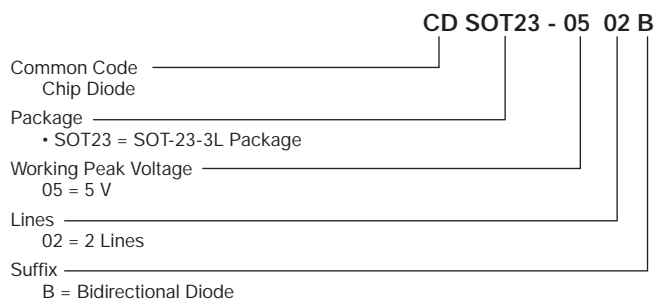 CD SOT23 - 05 02 B
Common Code
Chip Diode
Package
• SOT23 = SOT-23-3L Package
Working Peak Voltage
05 = 5 V
Lines
02 = 2 Lines
Suffix
B = Bidirectional Diode